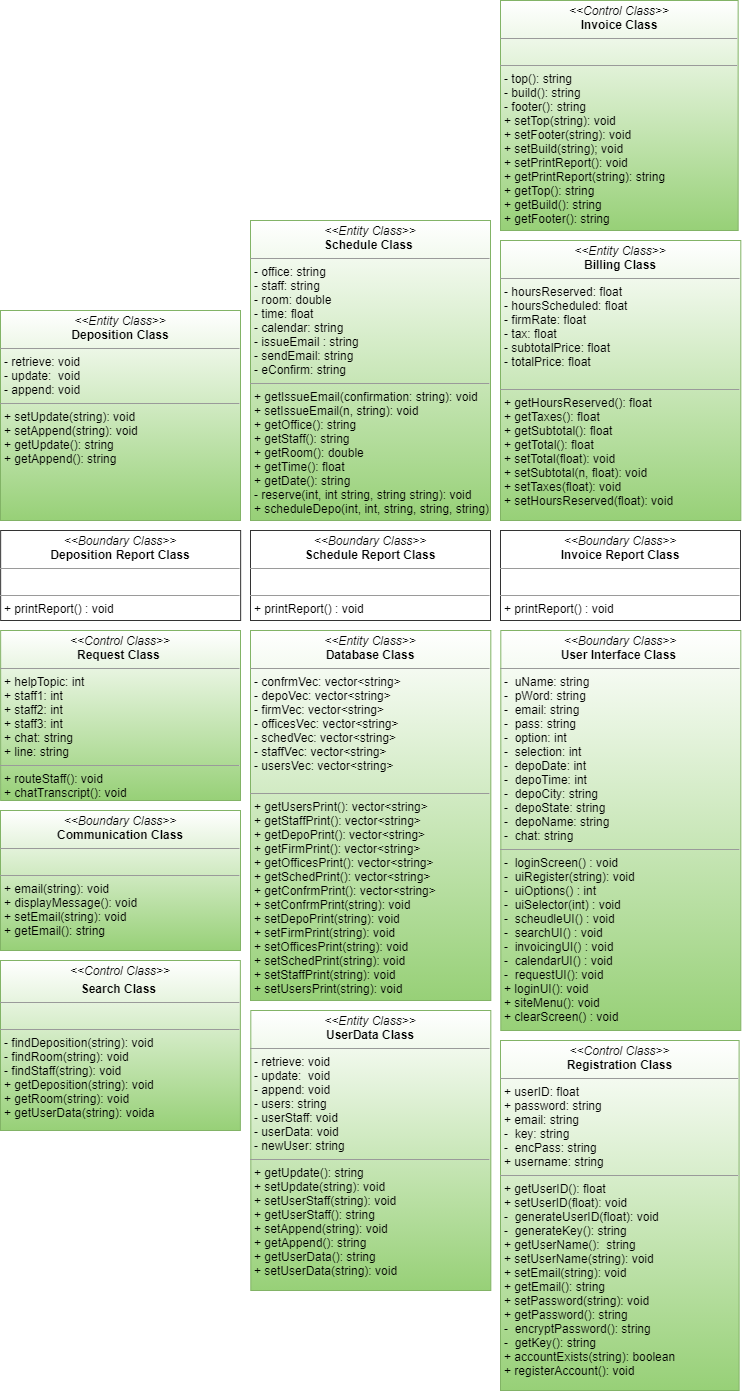 <<Control Class>>
Invoice Class
- top(): string
- build(): string
- footer(): string
+ setTop(string): void
+ setFooter(string): void
+ setBuild(string); void
+ setPrintReport(): void
+ getPrintReport(string): string
+ getTop(): string
+ getBuild(): string
+ getFooter(): string
<<Entity Class>>
Schedule Class
- office: string
- staff: string
- room: double
- time: float
- calendar: string
- issueEmail : string
- sendEmail: string
- eConfirm: string
+ getIssueEmail(confirmation: string): void
+ setIssueEmail(n, string): void
+ getOffice(): string
+ getStaff(): string
+ getRoom(): double
+ getTime(): float
+ getDate(): string
- reserve(int, int string, string string): void
+ scheduleDepo(int, int, string, string, string)
<<Entity Class>>
Billing Class
- hoursReserved: float
- hoursScheduled: float
- firmRate: float
- tax: float
- subtotalPrice: float
- totalPrice: float
+ getHoursReserved(): float
+ getTaxes(): float
+ getSubtotal(): float
+ getTotal(): float
+ setTotal(float): void
+ setSubtotal(n, float): void
+ setTaxes(float): void
+ setHoursReserved(float): void
<<Entity Class>>
Deposition Class
- retrieve: void
- update:  void
- append: void
+ setUpdate(string): void
+ setAppend(string): void
+ getUpdate(): string
+ getAppend(): string
<<Boundary Class>>
Deposition Report Class
+ printReport() : void
<<Boundary Class>>
Schedule Report Class
+ printReport() : void
<<Boundary Class>>
Invoice Report Class
+ printReport() : void
<<Control Class>>
Request Class
+ helpTopic: int
+ staff1: int
+ staff2: int
+ staff3: int
+ chat: string
+ line: string
+ routeStaff(): void
+ chatTranscript(): void
<<Boundary Class>>
Communication Class
+ email(string): void
+ displayMessage(): void
+ setEmail(string): void
+ getEmail(): string
<<Control Class>>
Search Class
- findDeposition(string): void
- findRoom(string): void
- findStaff(string): void
+ getDeposition(string): void
+ getRoom(string): void
+ getUserData(string): voida
<<Entity Class>>
Database Class
- confrmVec: vector<string>
- depoVec: vector<string>
- firmVec: vector<string>
- officesVec: vector<string>
- schedVec: vector<string>
- staffVec: vector<string>
- usersVec: vector<string>
+ getUsersPrint(): vector<string>
+ getStaffPrint(): vector<string>
+ getDepoPrint(): vector<string>
+ getFirmPrint(): vector<string>
+ getOfficesPrint(): vector<string>
+ getSchedPrint(): vector<string>
+ getConfrmPrint(): vector<string>
+ setConfrmPrint(string): void
+ setDepoPrint(string): void
+ setFirmPrint(string): void
+ setOfficesPrint(string): void
+ setSchedPrint(string): void
+ setStaffPrint(string): void
+ setUsersPrint(string): void
<<Entity Class>>
UserData Class
- retrieve: void
- update:  void
- append: void
- users: string
- userStaff: void
- userData: void
- newUser: string
+ getUpdate(): string
+ setUpdate(string): void
+ setUserStaff(string): void
+ getUserStaff(): string
+ setAppend(string): void
+ getAppend(): string
+ getUserData(): string
+ setUserData(string): void
<<Boundary Class>>
User Interface Class
-  uName: string
-  pWord: string
-  email: string
-  pass: string
-  option: int
-  selection: int
-  depoDate: int
-  depoTime: int
-  depoCity: string
-  depoState: string
-  depoName: string
-  chat: string
-  loginScreen() : void
-  uiRegister(string): void
-  uiOptions() : int
-  uiSelector(int) : void
-  scheudleUI() : void
-  searchUI() : void
-  invoicingUI() : void
-  calendarUI() : void
-  requestUI(): void
+ loginUI() : void
+ siteMenu(): void
+ clearScreen() : void
<<Control Class>>
Registration Class
+ userID: float
+ password: string
+ email: string
-  key: string
-  encPass: string
+ username: string
+ getUserID(): float
+ setUserID(float): void
-  generateUserID(float): void
-  generateKey(): string
+ getUserName():  string
+ setUserName(string): void
+ setEmail(string): void
+ getEmail(): string
+ setPassword(string): void
+ getPassword(): string
-  encryptPassword(): string
-  getKey(): string
+ accountExists(string): boolean
+ registerAccount(): void